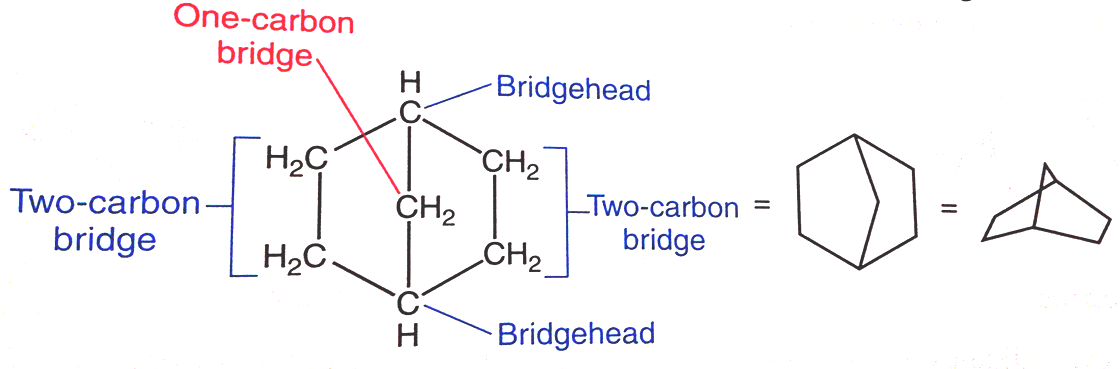 One-carbon
bridge
H
C
Bridgehead
H₂C
CH₂
Two-carbon
bridge
CH₂
Two-carbon
bridge
=
=
H₂C
CH₂
C
H
Bridgehead